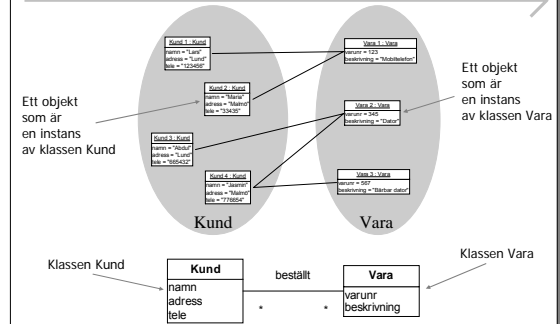 Kund 1 : Kund
namn = "Lars"
adress = "Lund"
tele = "123456"
Kund 2 : Kund
namn = "Maria"
adress = "Malmö"
tele = "33435"
Kund 3 : Kund
namn = "Abdul"
adress = "Lund"
tele = "665432"
Kund 4 : Kund
namn = "Jasmin"
adress = "Malmö"
tele = "776654"
Kund
Vara 1 : Vara
varunr = 123
beskrivning = "Mobiltelefon"
Vara 2 : Vara
varunr = 345
beskrivning = "Dator"
Vara 3 : Vara
varunr = 567
beskrivning = "Bärbar dator"
Vara
Ett objekt
som är
en instans
av klassen Kund
Ett objekt
som är
en instans
av klassen Vara
Klassen Kund
Kund
namn
adress
tele
beställt
*
*
Vara
varunr
beskrivning
Klassen Vara